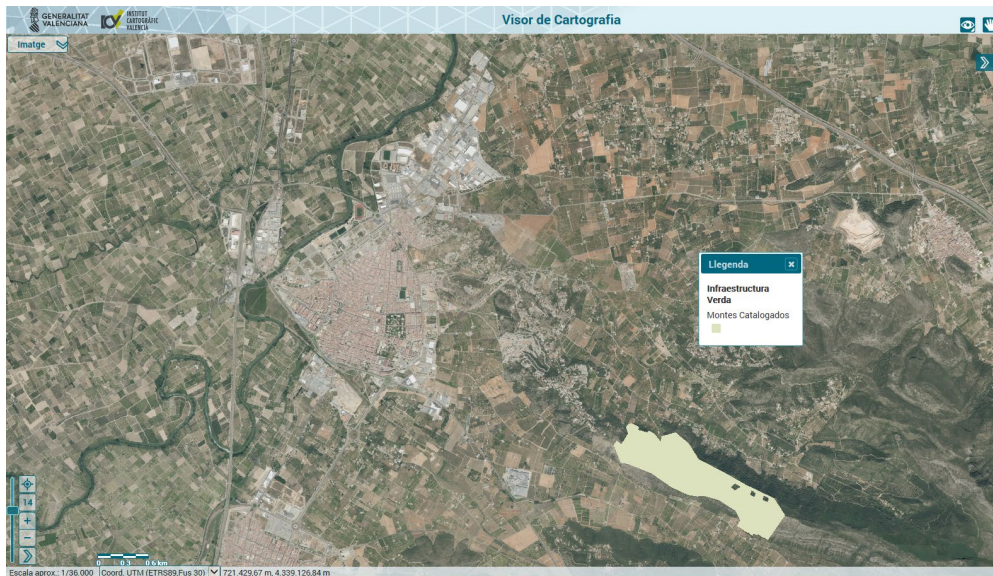 GENERALITAT
VALENCIANA
INSTITUT
CARTOGRÀFIC
VALENCIÀ
Visor de Cartografia
Imatge
Llegenda
Infraestructura
Verda
Montes Catalogados
14
0 0.3 0.6 km
Escala aprox.: 1/36.000 Coord. UTM (ETRS89,Fus 30) 721.429,67 m, 4.339.126,84 m